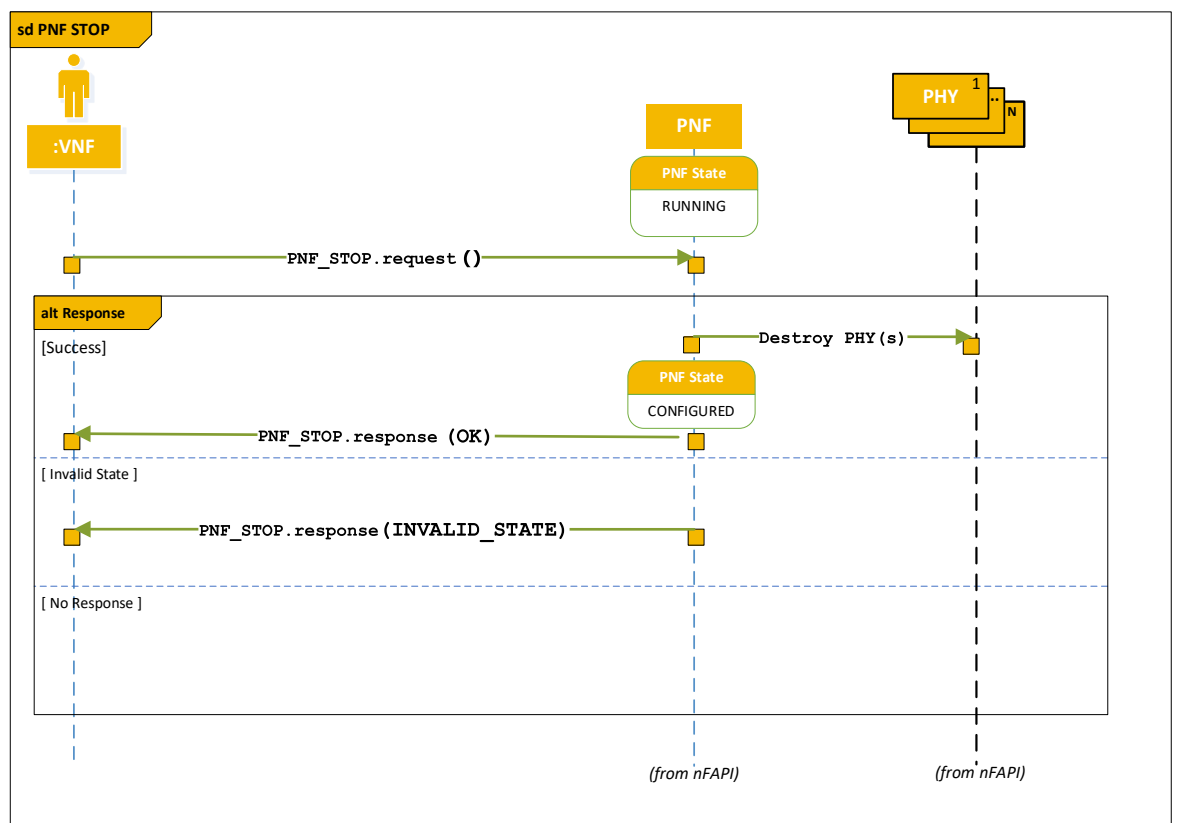 sd PNF STOP
:VNF
PNF
PHY
1
..
N
PNF State
RUNNING
PNF_STOP.request ()
alt Response
[Success]
Destroy PHY(s)
PNF State
CONFIGURED
PNF_STOP.response (OK)
[ Invalid State ]
PNF_STOP.response(INVALID_STATE)
[ No Response ]
(from nFAPI)
(from nFAPI)